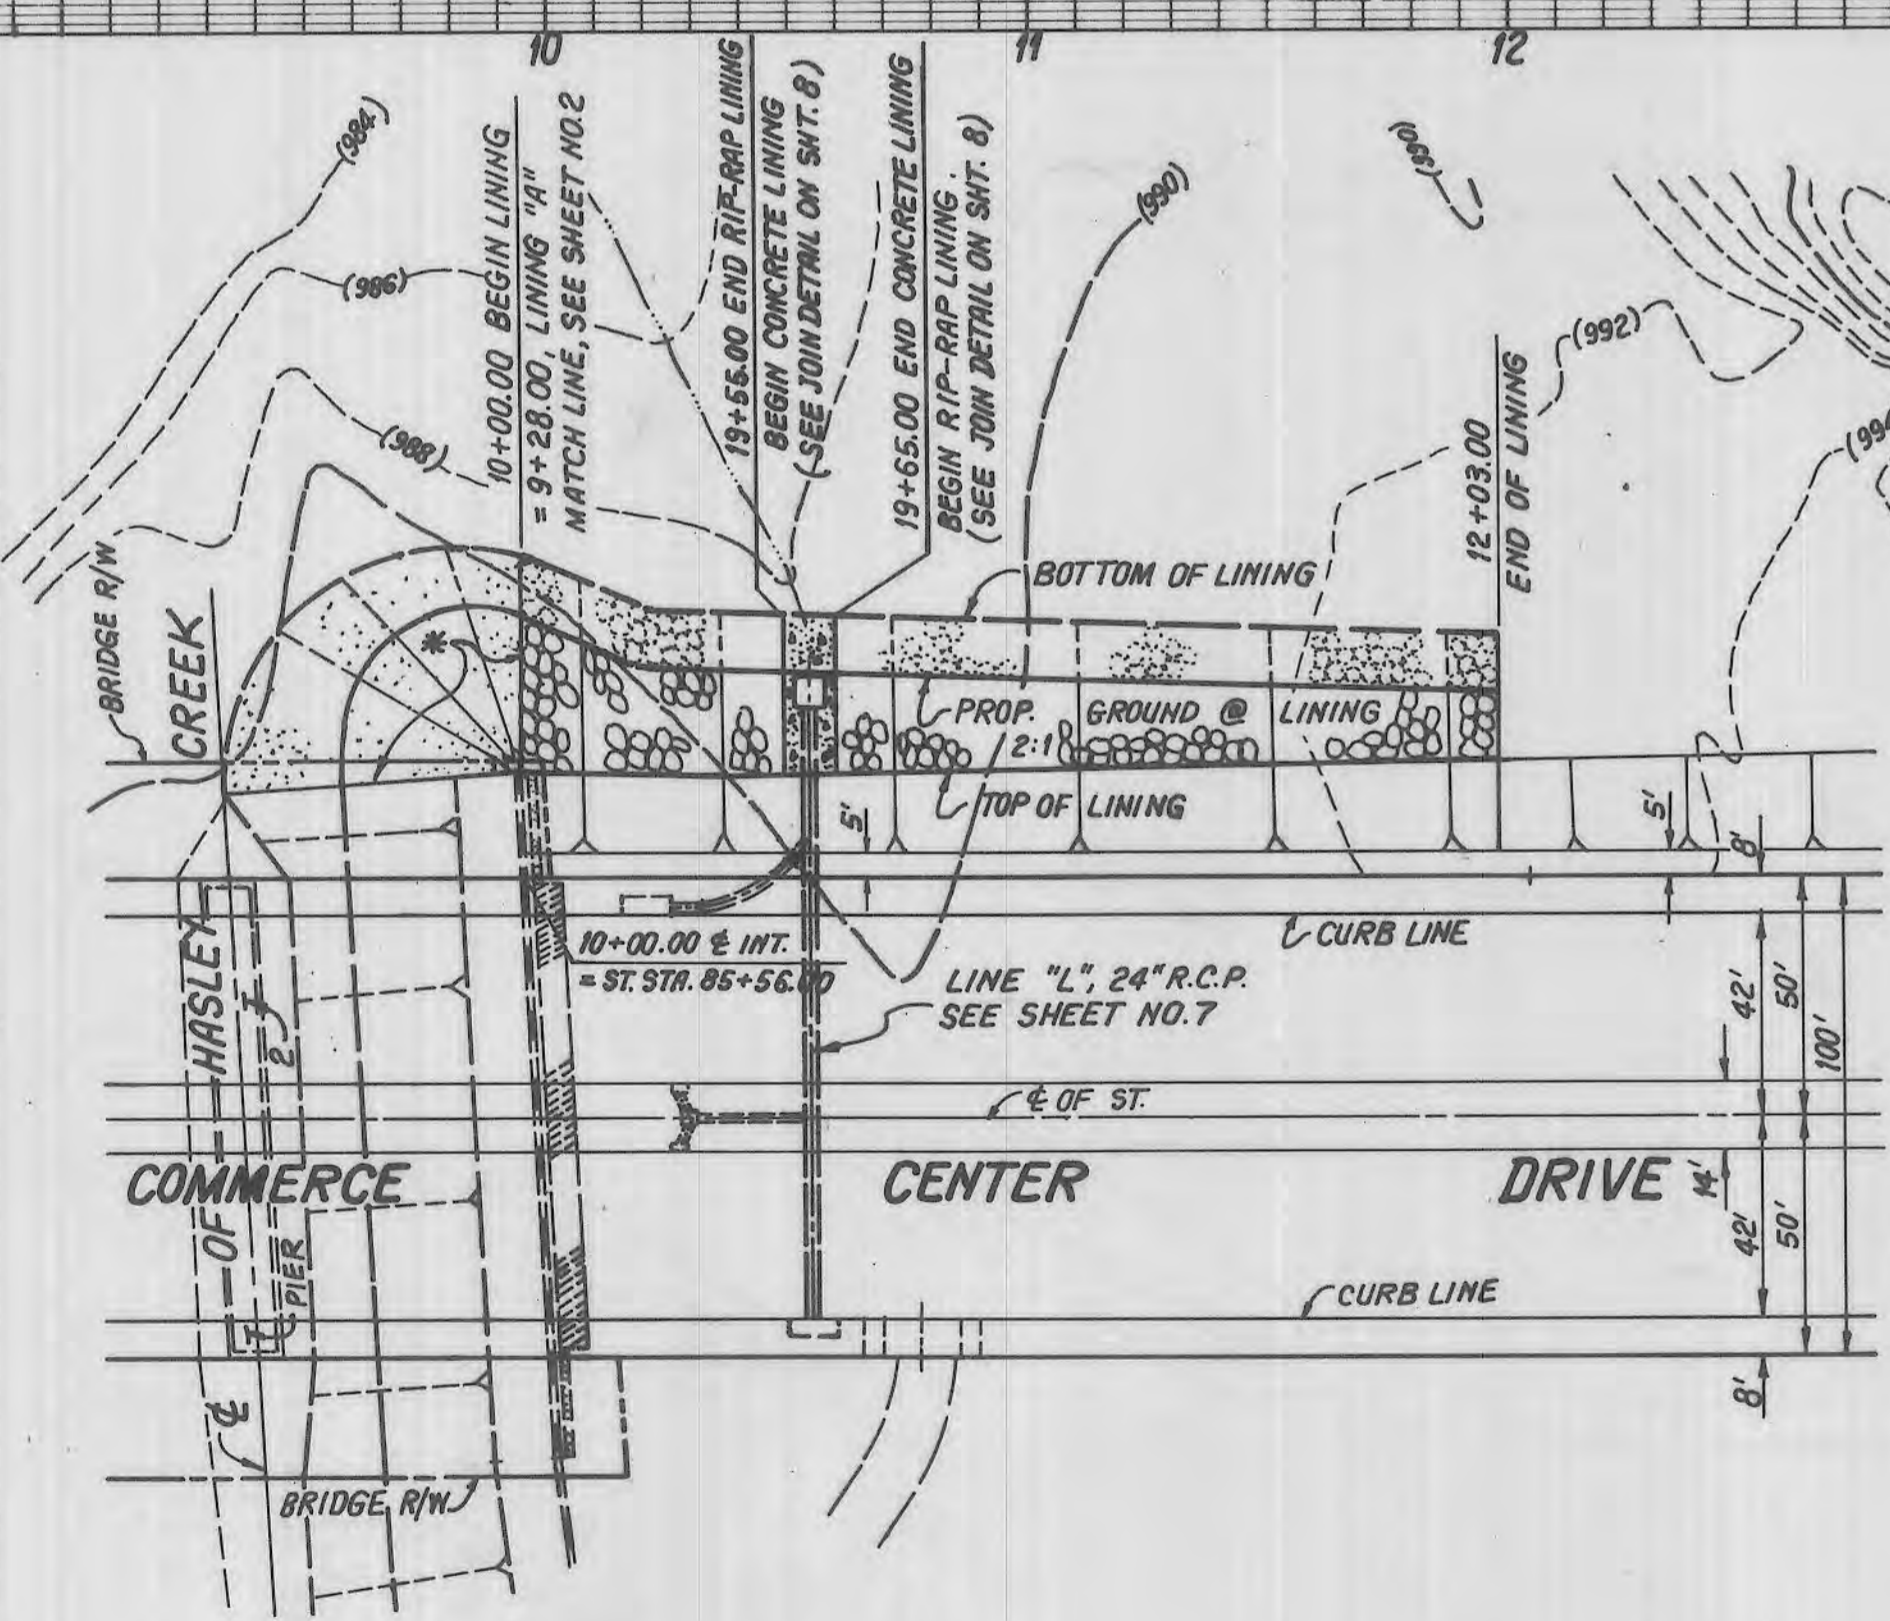 10
11
12
(984)
(986)
(988)
10+00.00 BEGIN LINING
= 9+28.00, LINING "A"
MATCH LINE, SEE SHEET NO.2
19+55.00 END RIP-RAP LINING
BEGIN CONCRETE LINING
(SEE JOIN DETAIL ON SHT. 8)
19+65.00 END CONCRETE LINING
BEGIN RIP-RAP LINING.
(SEE JOIN DETAIL ON SHT. 8)
(990)
(990)
(992)
(994
12+03.00
END OF LINING
BRIDGE R/W
CREEK
*
BOTTOM OF LINING
PROP. GROUND @ LINING
2:1
TOP OF LINING
5'
5'
8'
CURB LINE
10+00.00 ℄ INT.
= ST. STA. 85+56.00
LINE "L", 24" R.C.P.
SEE SHEET NO.7
HASLEY
OF
2
PIER
42'
50'
100'
℄ OF ST.
COMMERCE CENTER DRIVE
14'
42'
50'
CURB LINE
8'
℄
BRIDGE R/W